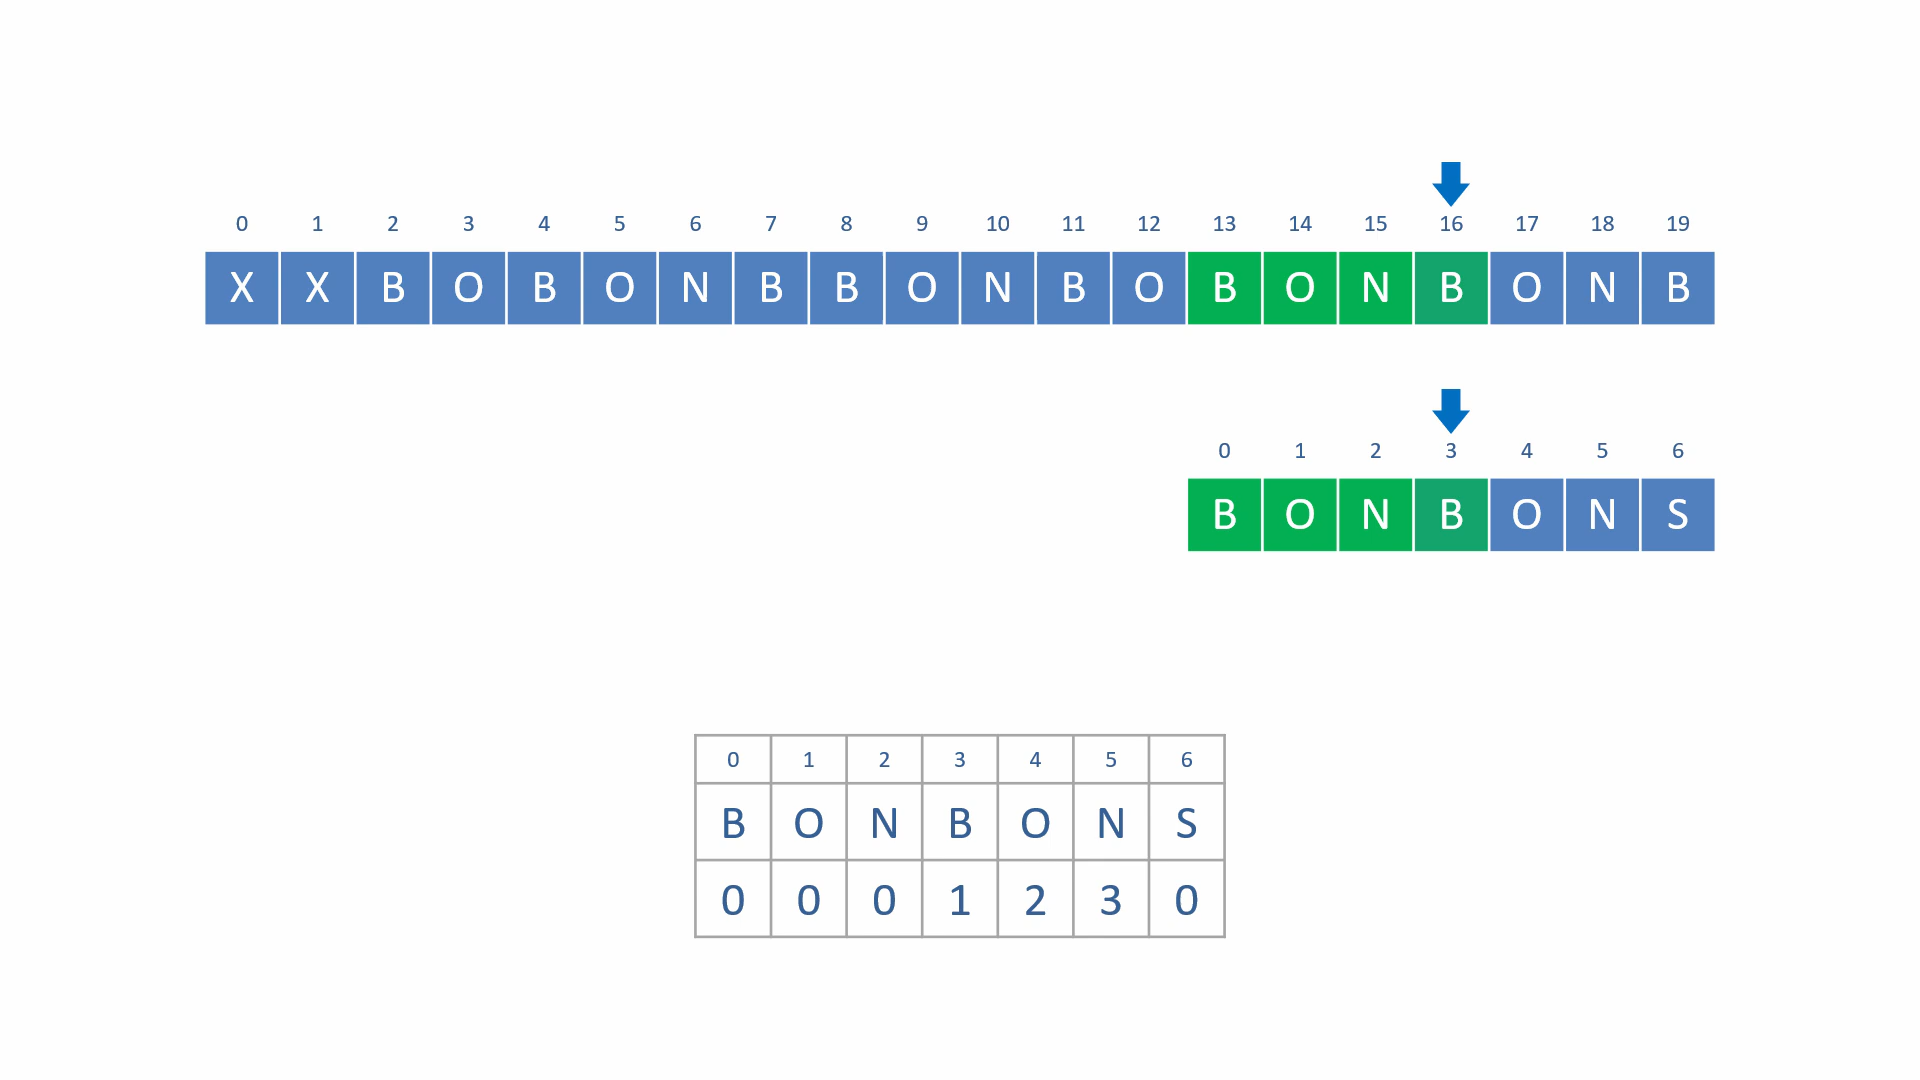 0 1 2 3 4 5 6 7 8 9 10 11 12 13 14 15 16 17 18 19
X X B O B O N B B O N B O B O N B O N B
0 1 2 3 4 5 6
B O N B O N S
0 1 2 3 4 5 6
B O N B O N S
0 0 0 1 2 3 0